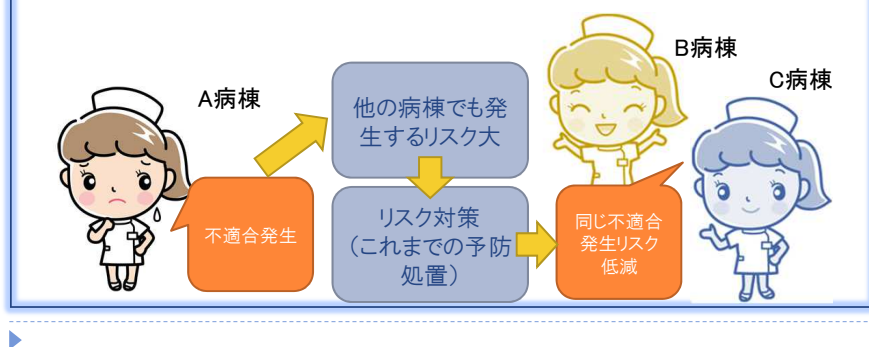 A病棟
不適合発生
他の病棟でも発
生するリスク大
リスク対策
（これまでの予防
処置）
B病棟
C病棟
同じ不適合
発生リスク
低減